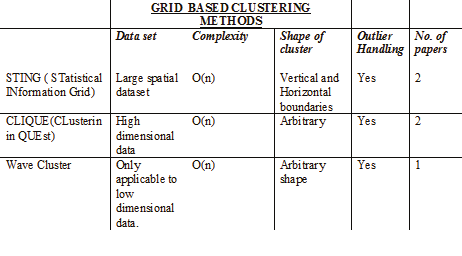 GRID BASED CLUSTERING
METHODS
Data set Complexity Shape of cluster Outlier Handling No. of papers
STING ( STatistical INformation Grid) Large spatial dataset O(n) Vertical and Horizontal boundaries Yes 2
CLIQUE(CLusterin in QUEst) High dimensional data O(n) Arbitrary Yes 2
Wave Cluster Only applicable to low dimensional data. O(n) Arbitrary shape Yes 1